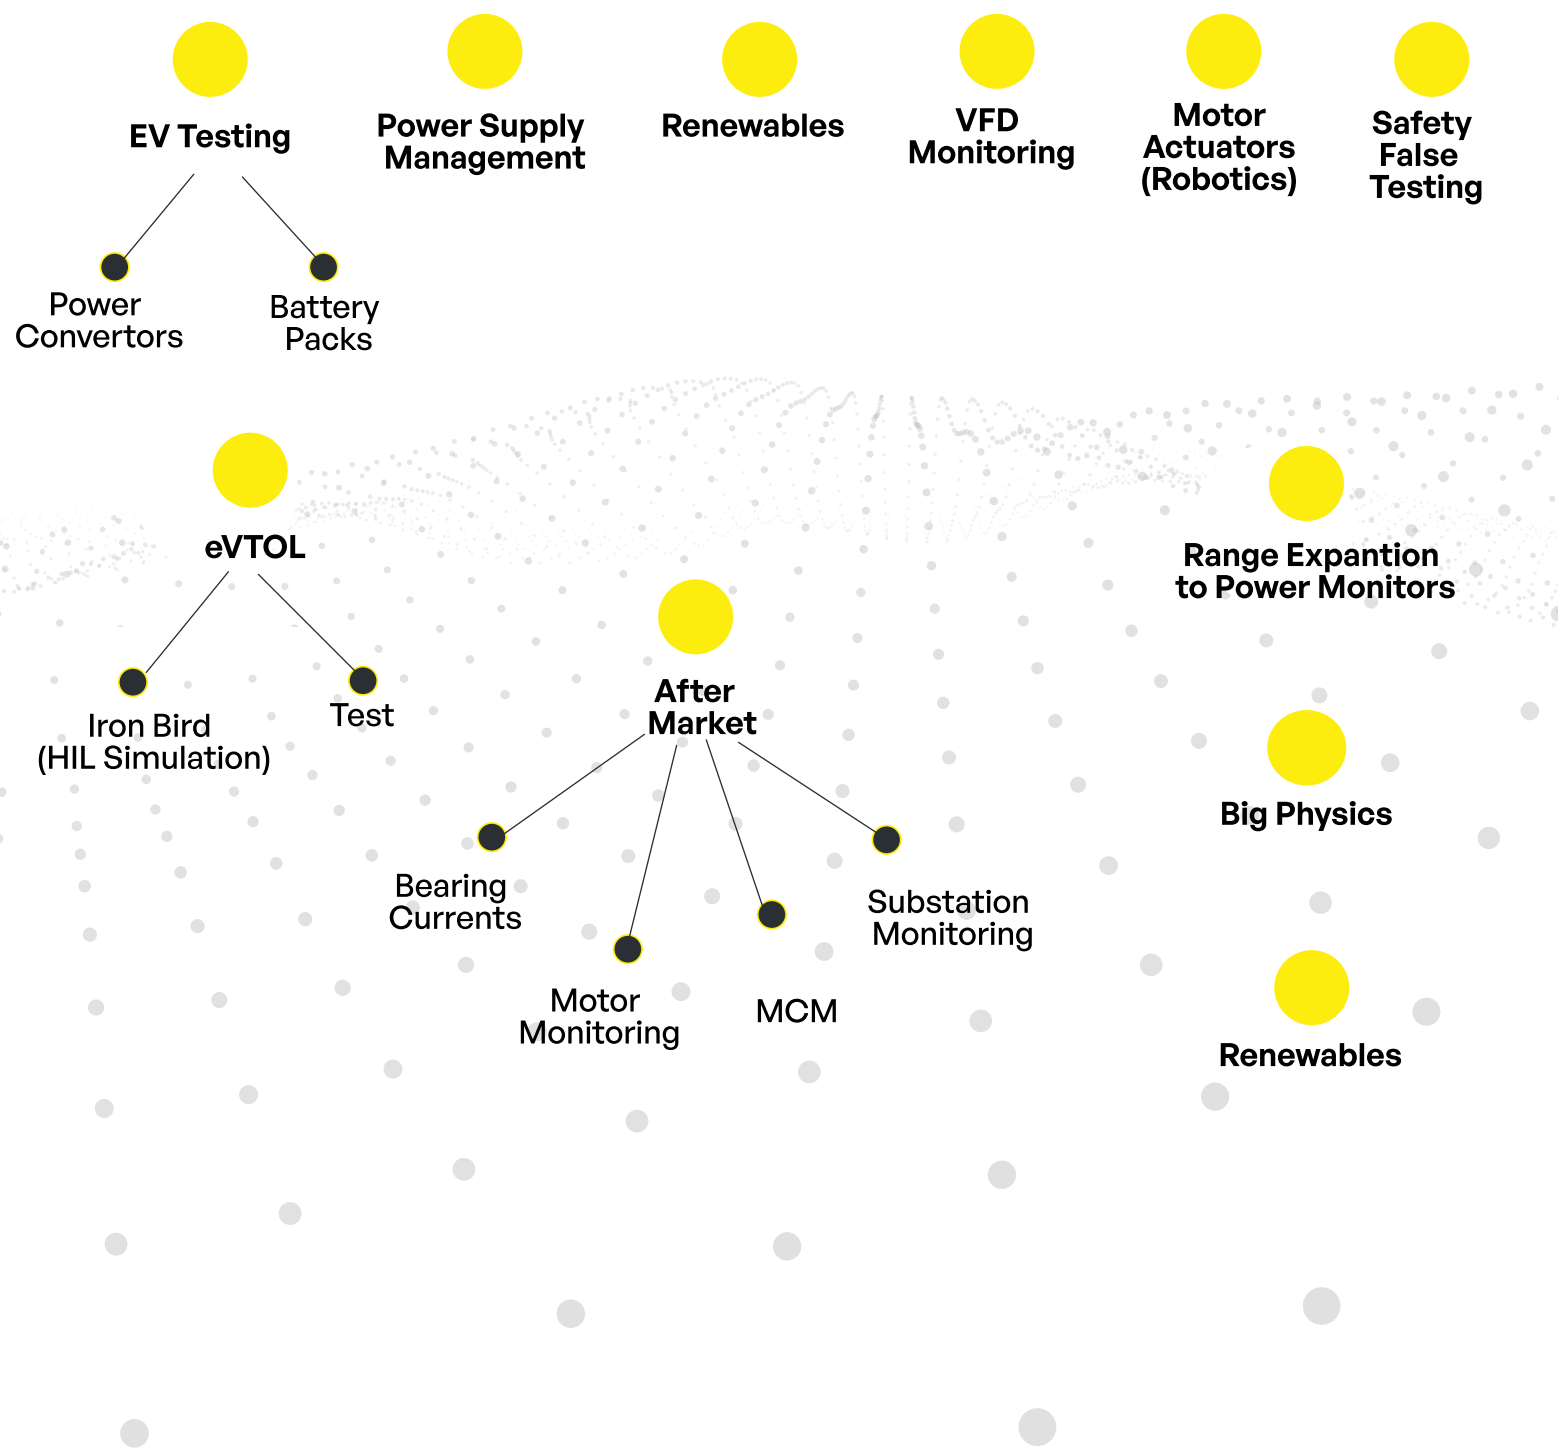 EV Testing
Power Supply
Management
Renewables
VFD
Monitoring
Motor
Actuators
(Robotics)
Safety
False
Testing
Power
Convertors
Battery
Packs
eVTOL
Iron Bird
(HIL Simulation)
Test
After
Market
Bearing
Currents
Motor
Monitoring
MCM
Substation
Monitoring
Range Expantion
to Power Monitors
Big Physics
Renewables